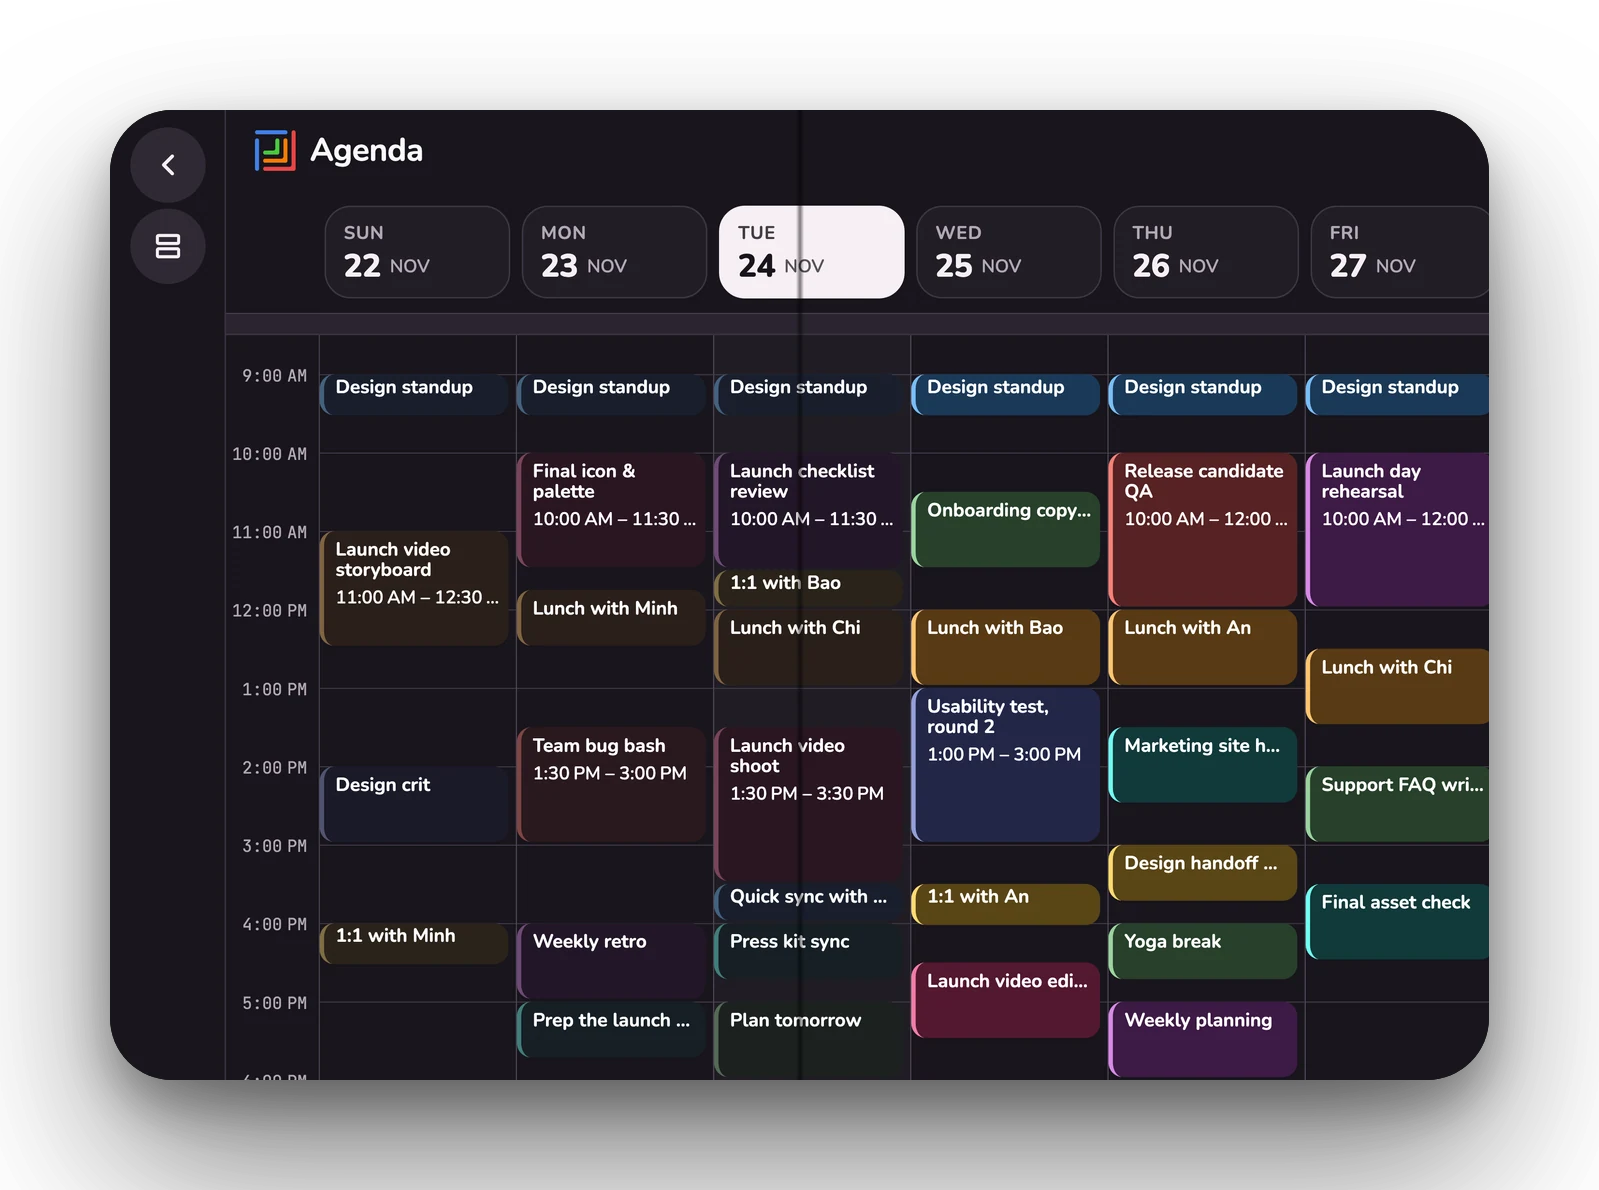 Agenda
SUN
22 NOV
MON
23 NOV
TUE
24 NOV
WED
25 NOV
THU
26 NOV
FRI
27 NOV
9:00 AM
10:00 AM
11:00 AM
12:00 PM
1:00 PM
2:00 PM
3:00 PM
4:00 PM
5:00 PM
Design standup
Launch video
storyboard
11:00 AM – 12:30 ...
Design crit
1:1 with Minh
Design standup
Final icon &
palette
10:00 AM – 11:30 ...
Lunch with Minh
Team bug bash
1:30 PM – 3:00 PM
Weekly retro
Prep the launch ...
Design standup
Launch checklist
review
10:00 AM – 11:30 ...
1:1 with Bao
Lunch with Chi
Launch video
shoot
1:30 PM – 3:30 PM
Quick sync with ...
Press kit sync
Plan tomorrow
Design standup
Onboarding copy...
Lunch with Bao
Usability test,
round 2
1:00 PM – 3:00 PM
1:1 with An
Launch video edi...
Design standup
Release candidate
QA
10:00 AM – 12:00 ...
Lunch with An
Marketing site h...
Design handoff ...
Yoga break
Weekly planning
Design standup
Launch day
rehearsal
10:00 AM – 12:00 ...
Lunch with Chi
Support FAQ wri...
Final asset check